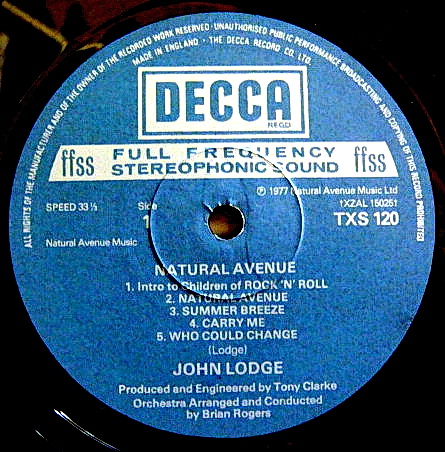 ALL RIGHTS OF THE MANUFACTURER AND OF THE OWNER OF THE RECORDED WORK RESERVED · UNAUTHORISED PUBLIC PERFORMANCE BROADCASTING AND COPYING OF THIS RECORD PROHIBITED
MADE IN ENGLAND · THE DECCA RECORD CO. LTD.
DECCA
REGD
ffss FULL FREQUENCY ffss
STEREOPHONIC SOUND
℗ 1977 Natural Avenue Music Ltd
SPEED 33⅓ Side †XZAL 15025†
1 TXS 120
Natural Avenue Music
NATURAL AVENUE
1. Intro to Children of ROCK 'N' ROLL
2. NATURAL AVENUE
3. SUMMER BREEZE
4. CARRY ME
5. WHO COULD CHANGE
(Lodge)
JOHN LODGE
Produced and Engineered by Tony Clarke
Orchestra Arranged and Conducted
by Brian Rogers